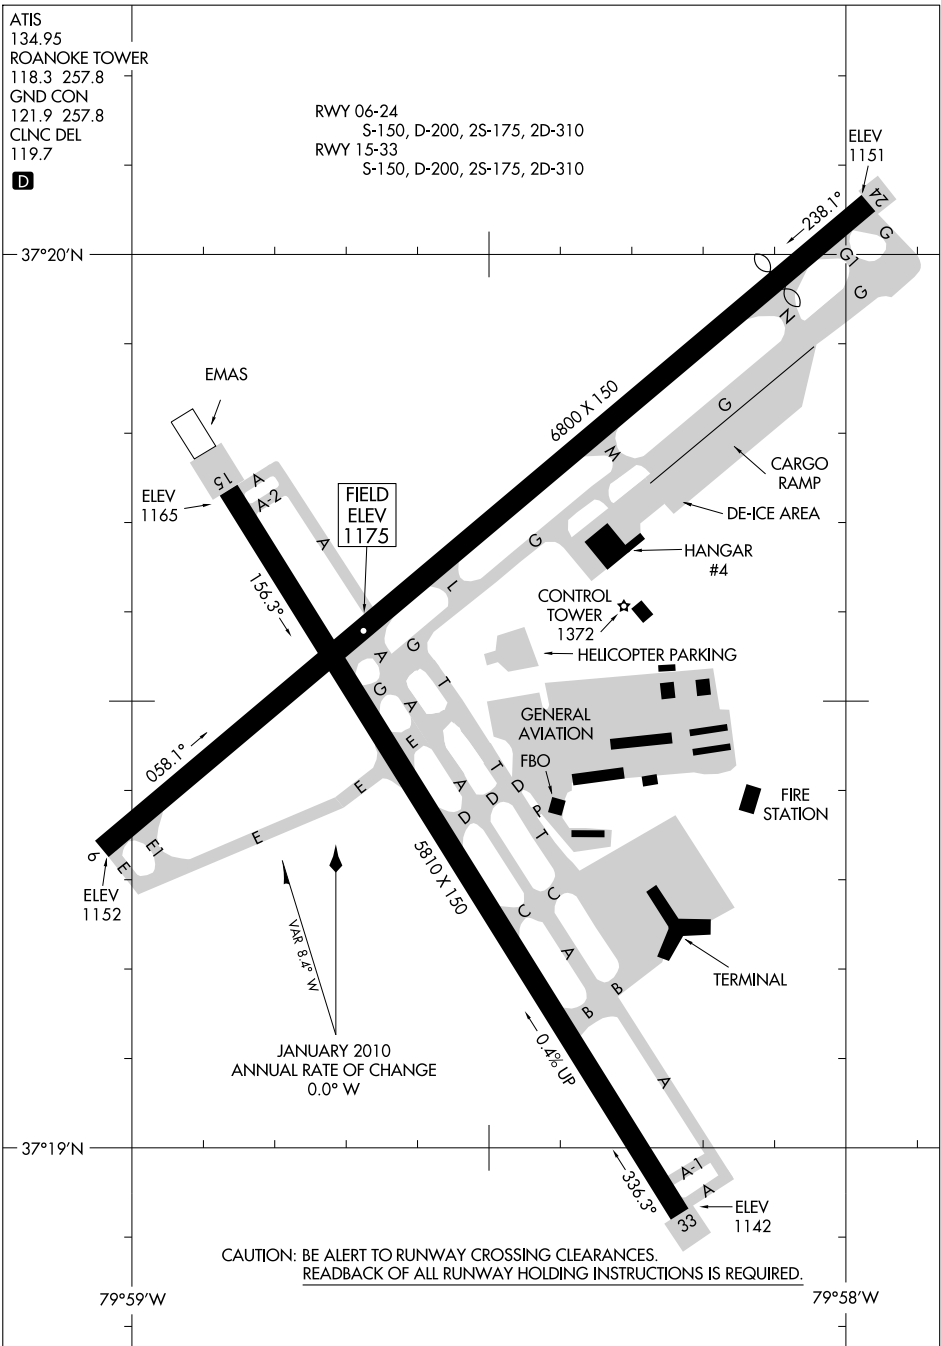 ATIS
134.95
ROANOKE TOWER
118.3 257.8
GND CON
121.9 257.8
CLNC DEL
119.7
D
RWY 06-24
S-150, D-200, 2S-175, 2D-310
RWY 15-33
S-150, D-200, 2S-175, 2D-310
ELEV
1151
24
238.1°
G
37°20'N
G1
G
N
EMAS
6800 X 150
G
W
CARGO
RAMP
15
A
A-2
ELEV
1165
FIELD
ELEV
1175
DE-ICE AREA
A
G
HANGAR
#4
156.3°
L
CONTROL
TOWER
1372
G
A
HELICOPTER PARKING
G
T
A
GENERAL
AVIATION
E
058.1°
FBO
T
E
E
A
D
D
D
P
T
FIRE
STATION
E
E1
9
E
5810 X 150
ELEV
1152
C
C
VAR 8.4° W
A
TERMINAL
B
B
JANUARY 2010
ANNUAL RATE OF CHANGE
0.0° W
0.4% UP
A
37°19'N
A-1
A
336.3°
33
ELEV
1142
CAUTION: BE ALERT TO RUNWAY CROSSING CLEARANCES.
READBACK OF ALL RUNWAY HOLDING INSTRUCTIONS IS REQUIRED.
79°59'W
79°58'W